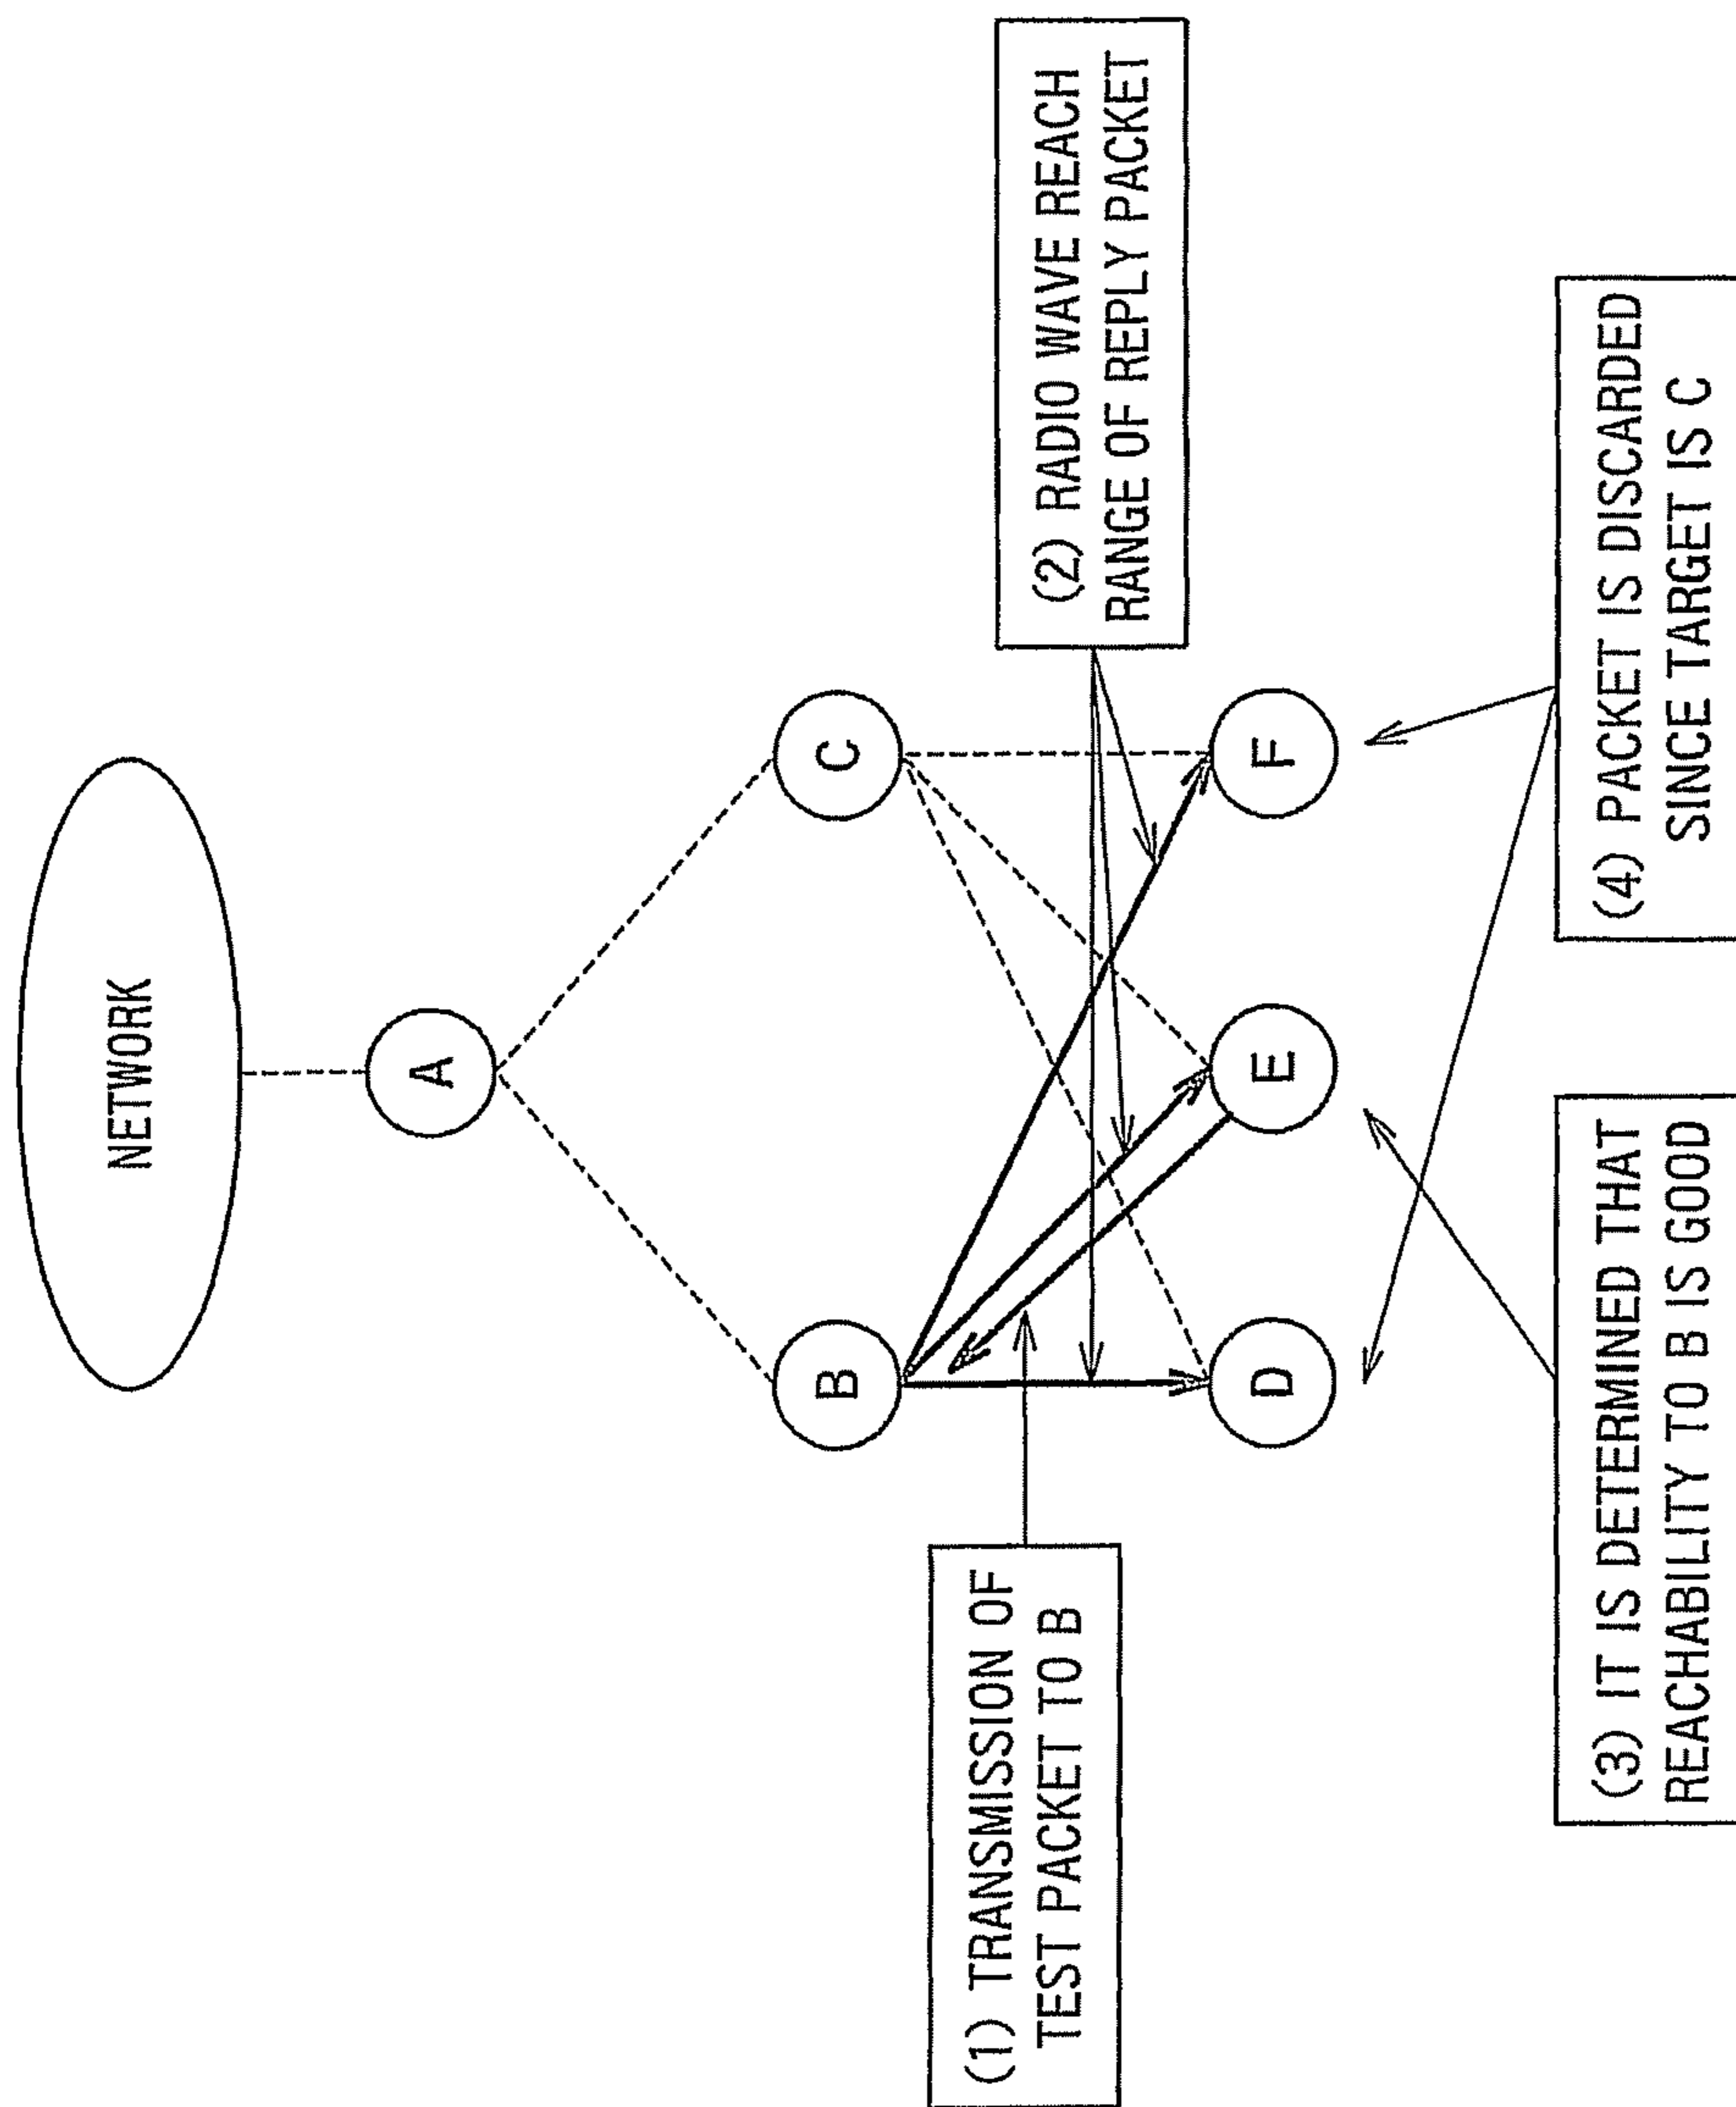 NETWORK
A
B
C
D
E
F
(1) TRANSMISSION OF
TEST PACKET TO B
(2) RADIO WAVE REACH
RANGE OF REPLY PACKET
(3) IT IS DETERMINED THAT
REACHABILITY TO B IS GOOD
(4) PACKET IS DISCARDED
SINCE TARGET IS C